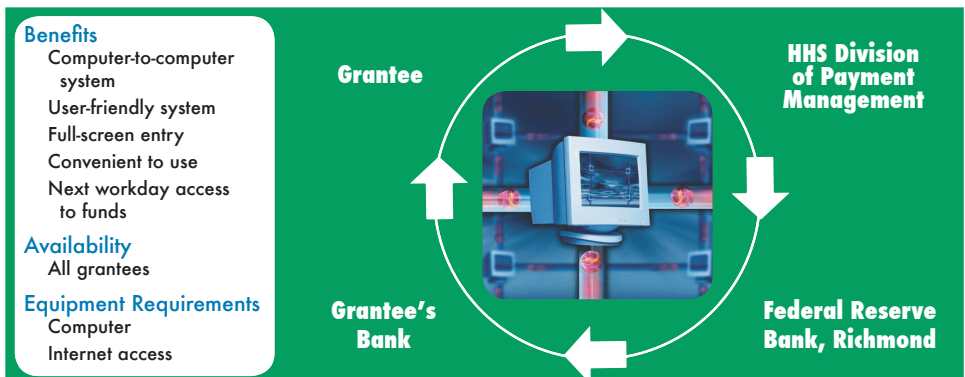 Benefits
Computer-to-computer
system
User-friendly system
Full-screen entry
Convenient to use
Next workday access
to funds
Availability
All grantees
Equipment Requirements
Computer
Internet access
Grantee
HHS Division
of Payment
Management
Federal Reserve
Bank, Richmond
Grantee's
Bank